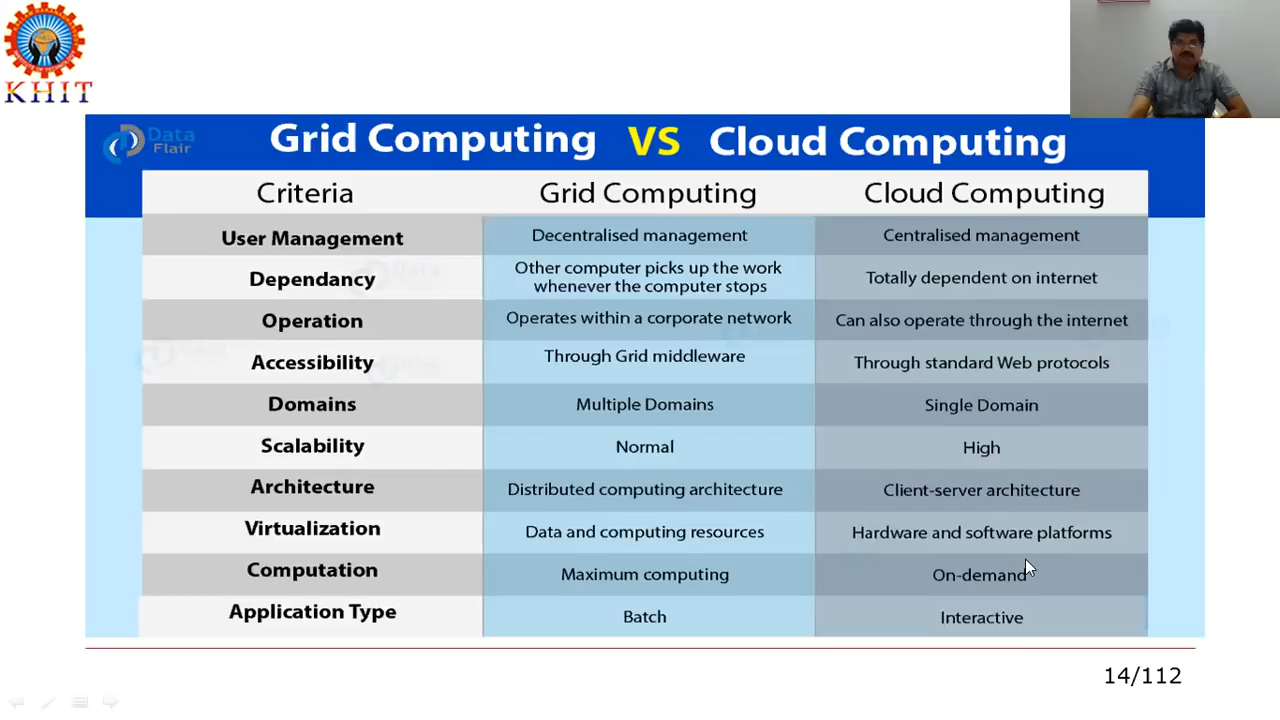 KHIT
Data
Flair
Grid Computing VS Cloud Computing
Criteria Grid Computing Cloud Computing
User Management Decentralised management Centralised management
Dependancy Other computer picks up the work
whenever the computer stops Totally dependent on internet
Operation Operates within a corporate network Can also operate through the internet
Accessibility Through Grid middleware Through standard Web protocols
Domains Multiple Domains Single Domain
Scalability Normal High
Architecture Distributed computing architecture Client-server architecture
Virtualization Data and computing resources Hardware and software platforms
Computation Maximum computing On-demand
Application Type Batch Interactive
14/112